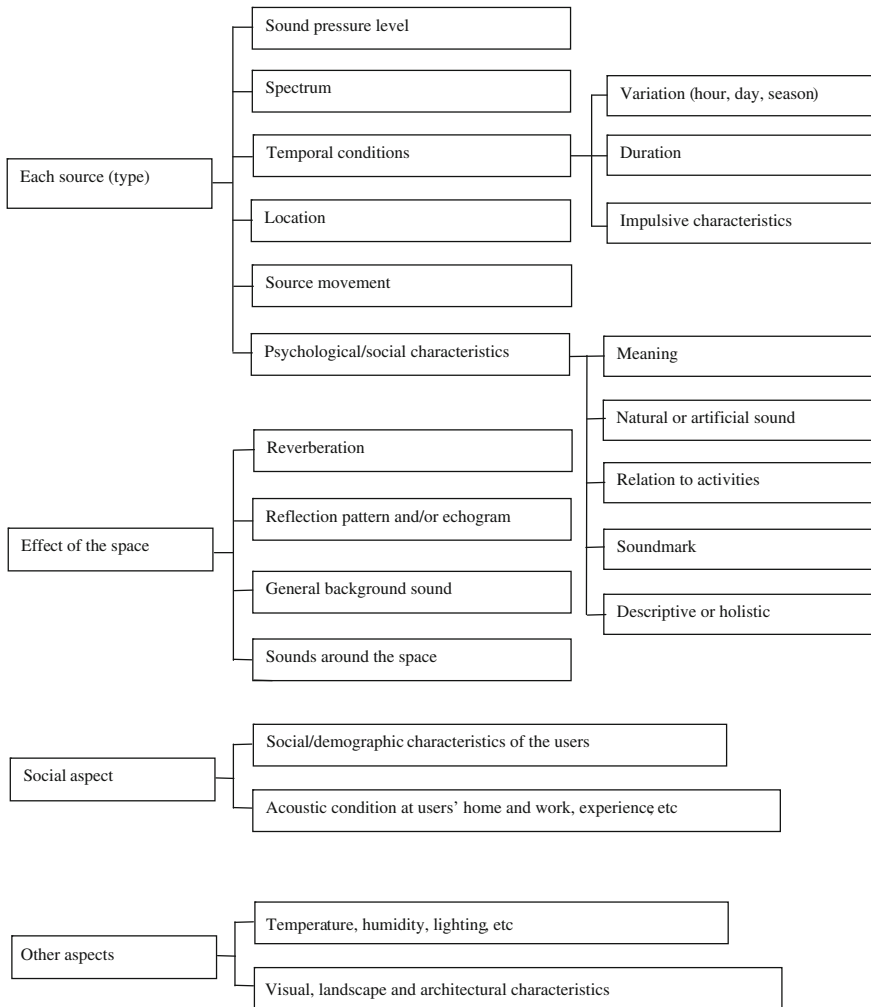 Each source (type)
Sound pressure level
Spectrum
Temporal conditions
Variation (hour, day, season)
Duration
Impulsive characteristics
Location
Source movement
Psychological/social characteristics
Meaning
Natural or artificial sound
Relation to activities
Soundmark
Descriptive or holistic
Effect of the space
Reverberation
Reflection pattern and/or echogram
General background sound
Sounds around the space
Social aspect
Social/demographic characteristics of the users
Acoustic condition at users’ home and work, experience, etc
Other aspects
Temperature, humidity, lighting, etc
Visual, landscape and architectural characteristics